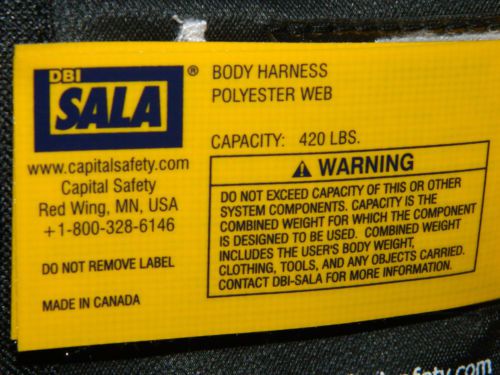 DBI
SALA
®
www.capitalsafety.com
Capital Safety
Red Wing, MN, USA
+1-800-328-6146
DO NOT REMOVE LABEL
MADE IN CANADA
BODY HARNESS
POLYESTER WEB
CAPACITY: 420 LBS.
WARNING
DO NOT EXCEED CAPACITY OF THIS OR OTHER
SYSTEM COMPONENTS. CAPACITY IS THE
COMBINED WEIGHT FOR WHICH THE COMPONENT
IS DESIGNED TO BE USED. COMBINED WEIGHT
INCLUDES THE USER'S BODY WEIGHT,
CLOTHING, TOOLS, AND ANY OBJECTS CARRIED.
CONTACT DBI-SALA FOR MORE INFORMATION.
safety.com